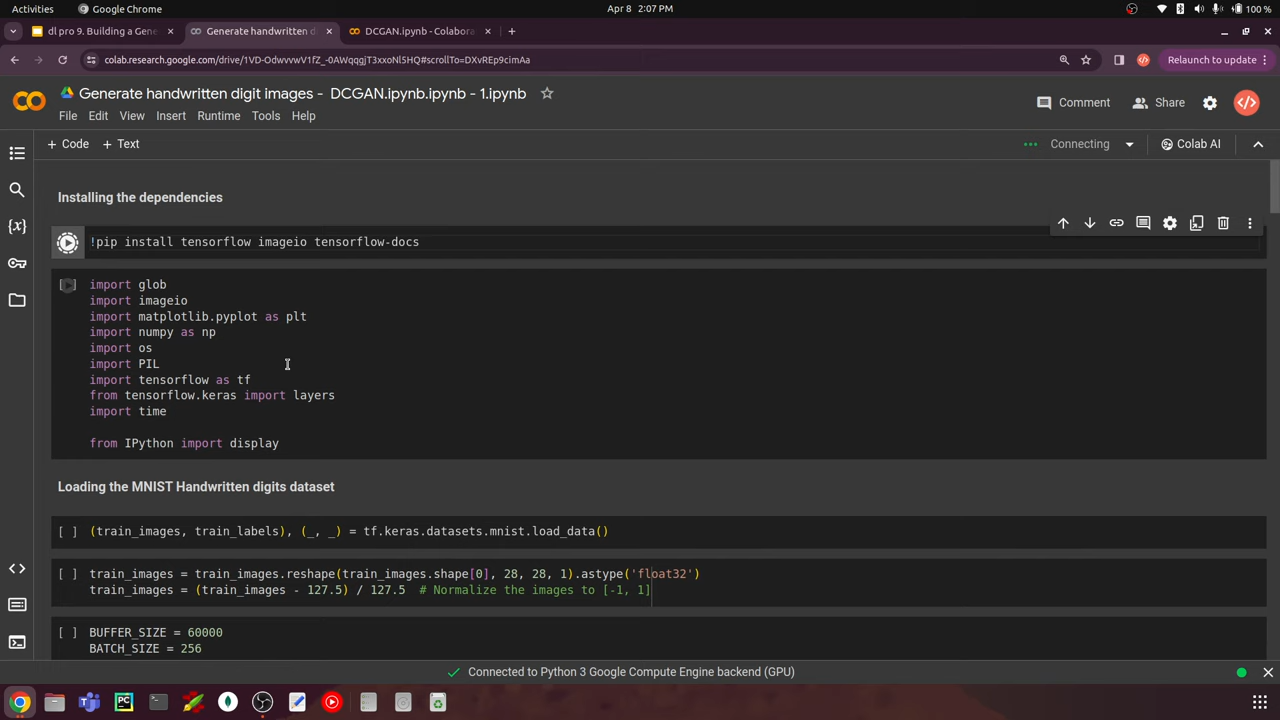 Activities
Google Chrome
Apr 8 2:07 PM
100 %
dl pro 9. Building a Gene
Generate handwritten d
DCGAN.ipynb - Colabora
colab.research.google.com/drive/1VD-OdwvvwV1fZ_-0AWqqgjT3xxoNl5HQ#scrollTo=DXvREp9cimAa
Relaunch to update
Generate handwritten digit images - DCGAN.ipynb.ipynb - 1.ipynb
Comment
Share
File Edit View Insert Runtime Tools Help
+ Code + Text
Connecting
Colab AI
Installing the dependencies
!pip install tensorflow imageio tensorflow-docs
import glob
import imageio
import matplotlib.pyplot as plt
import numpy as np
import os
import PIL
import tensorflow as tf
from tensorflow.keras import layers
import time
from IPython import display
Loading the MNIST Handwritten digits dataset
[ ] (train_images, train_labels), (_, _) = tf.keras.datasets.mnist.load_data()
[ ] train_images = train_images.reshape(train_images.shape[0], 28, 28, 1).astype('float32')
train_images = (train_images - 127.5) / 127.5 # Normalize the images to [-1, 1]
[ ] BUFFER_SIZE = 60000
BATCH_SIZE = 256
Connected to Python 3 Google Compute Engine backend (GPU)